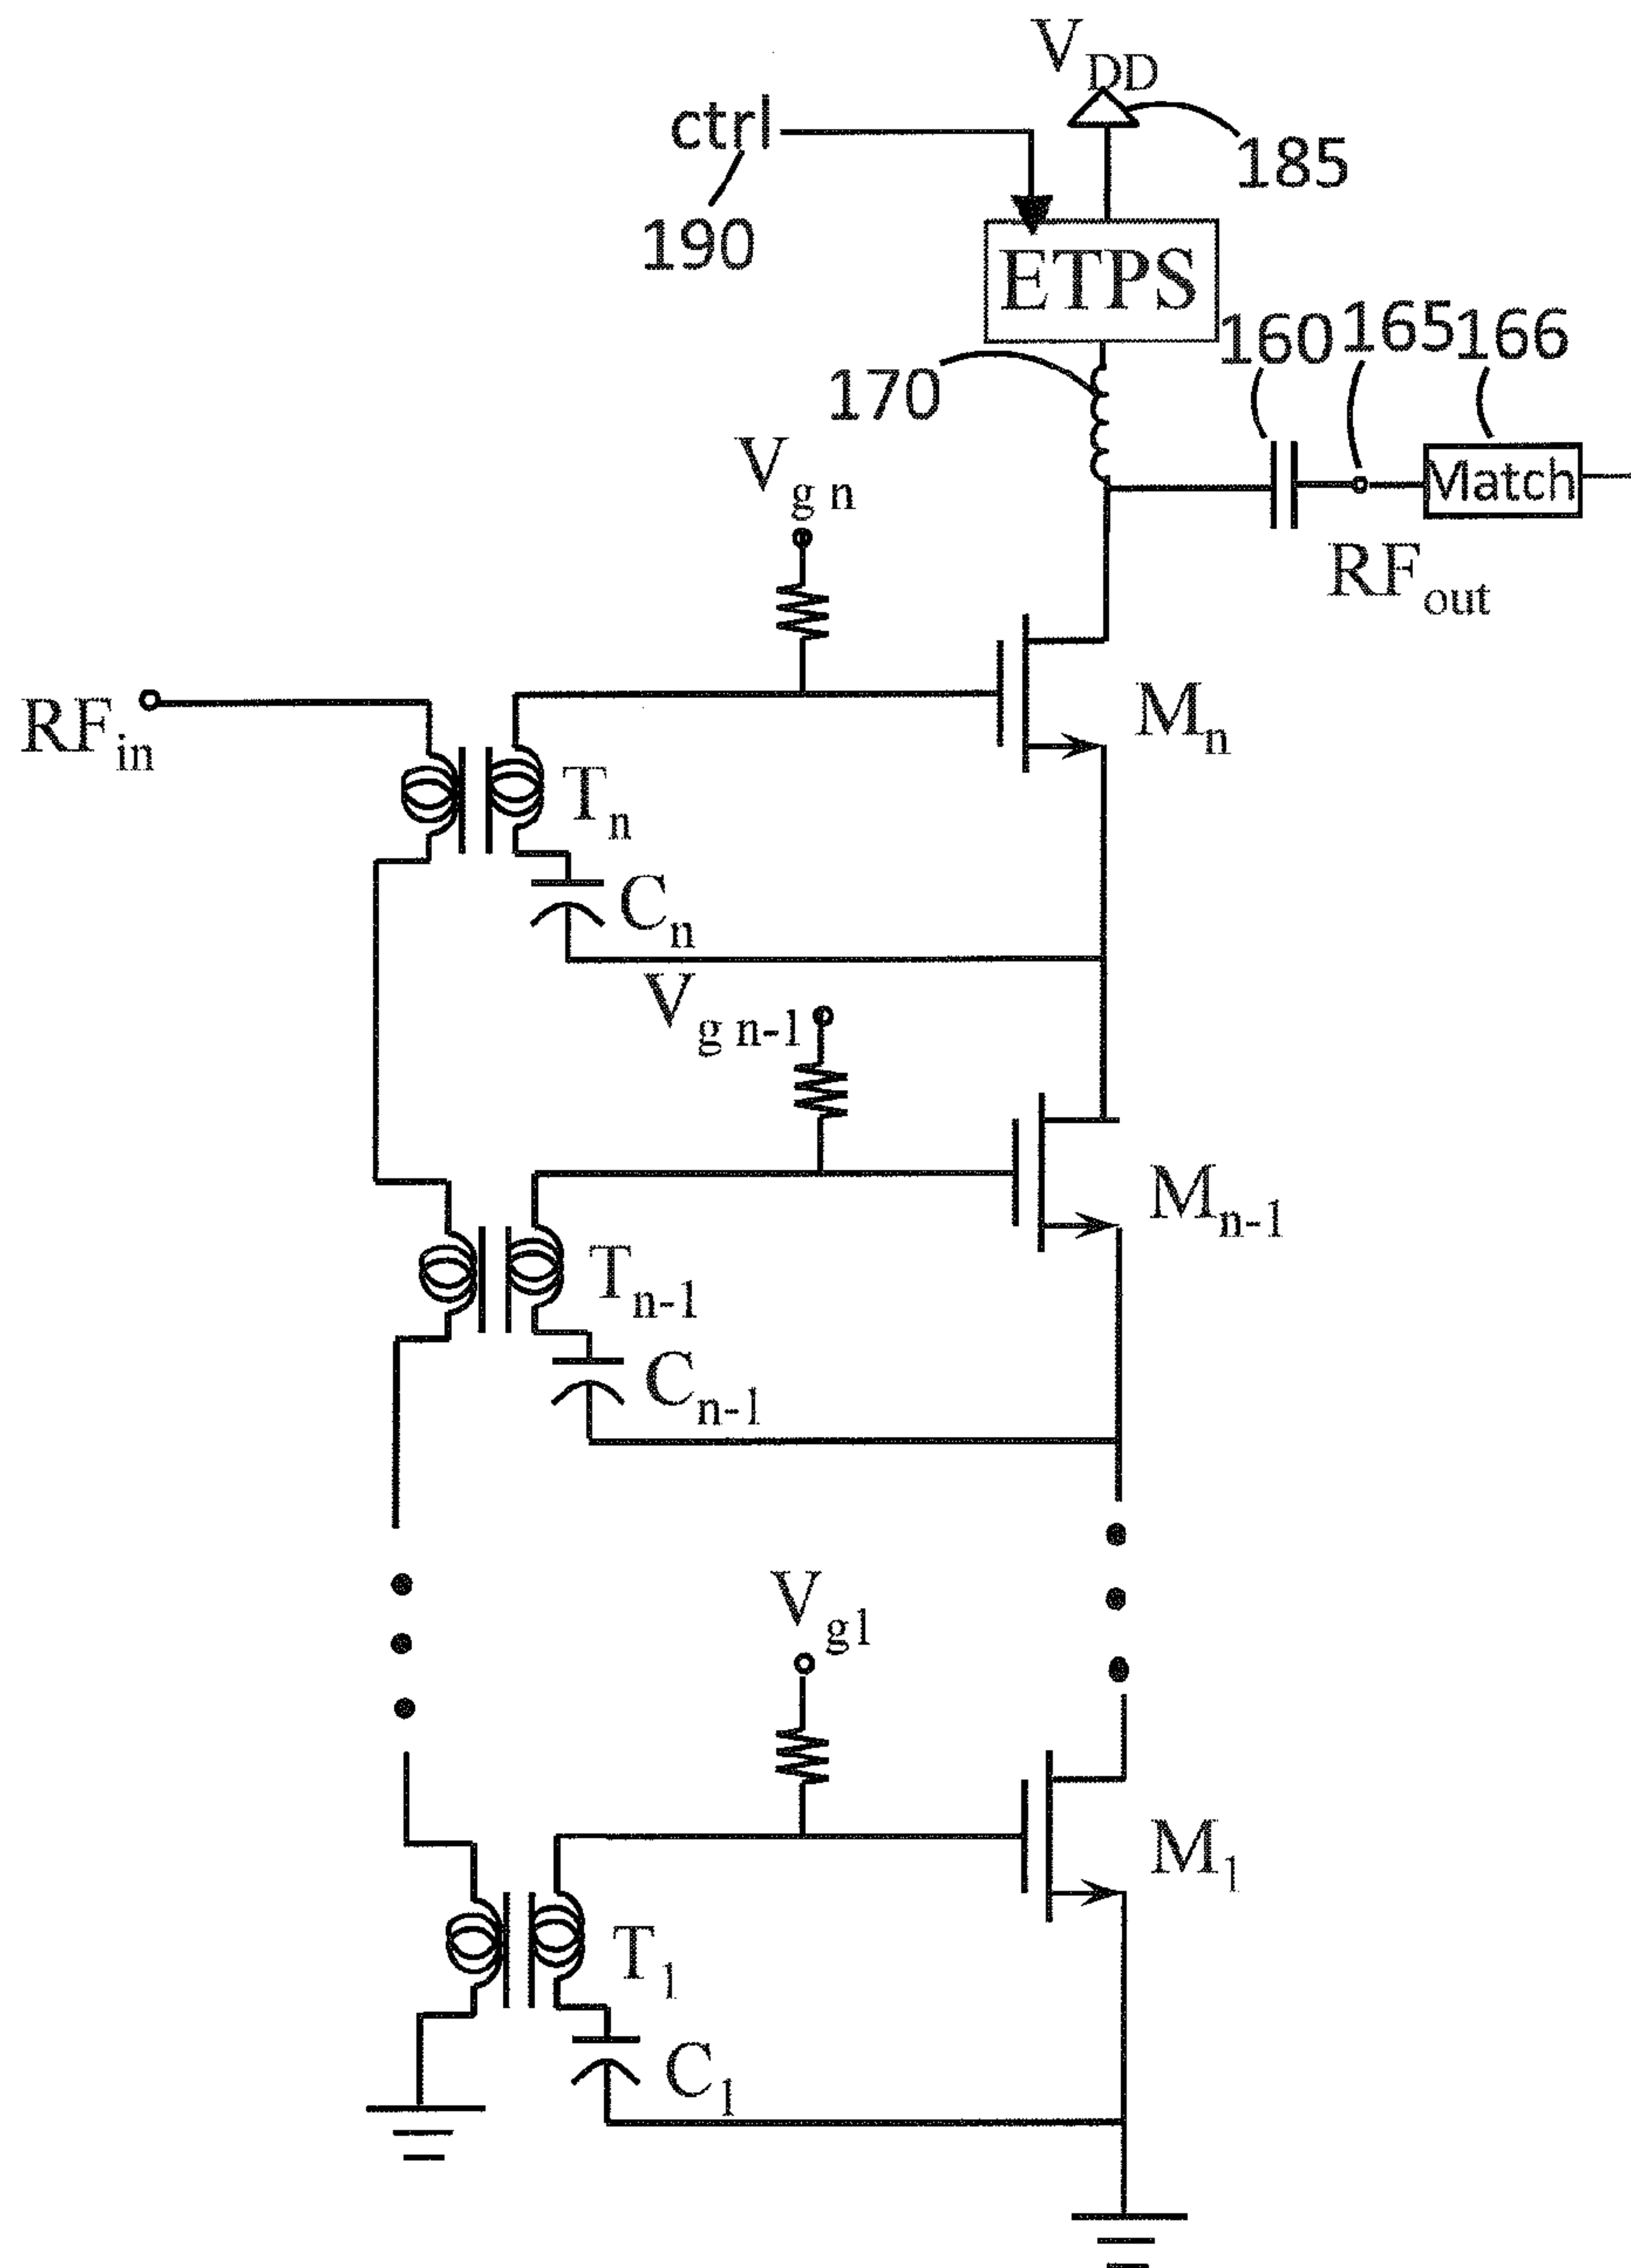 V_DD
ctrl
185
190
ETPS
160
165
166
170
V_g n
Match
RF_out
RF_in
M_n
T_n
C_n
V_g n-1
M_n-1
T_n-1
C_n-1
V_g1
M_1
T_1
C_1